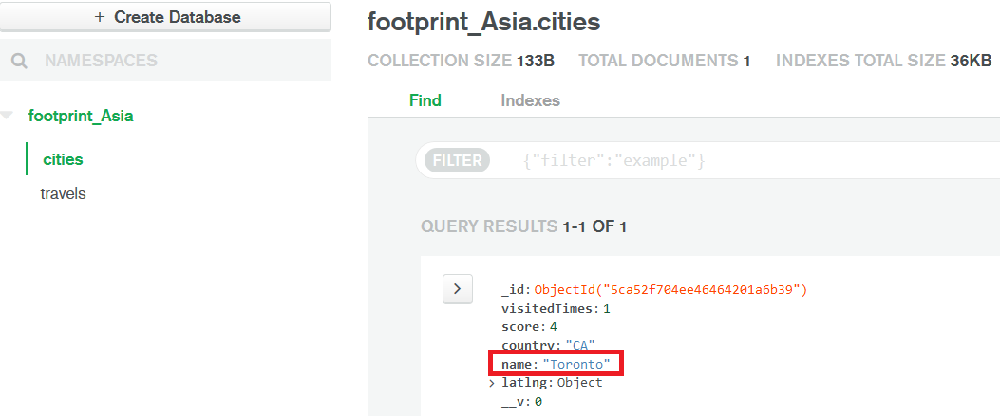 + Create Database
NAMESPACES
footprint_Asia
cities
travels
footprint_Asia.cities
COLLECTION SIZE 133B TOTAL DOCUMENTS 1 INDEXES TOTAL SIZE 36KB
Find Indexes
FILTER {"filter":"example"}
QUERY RESULTS 1-1 OF 1
_id: ObjectId("5ca52f704ee46464201a6b39")
visitedTimes: 1
score: 4
country: "CA"
name: "Toronto"
> latlng: Object
__v: 0